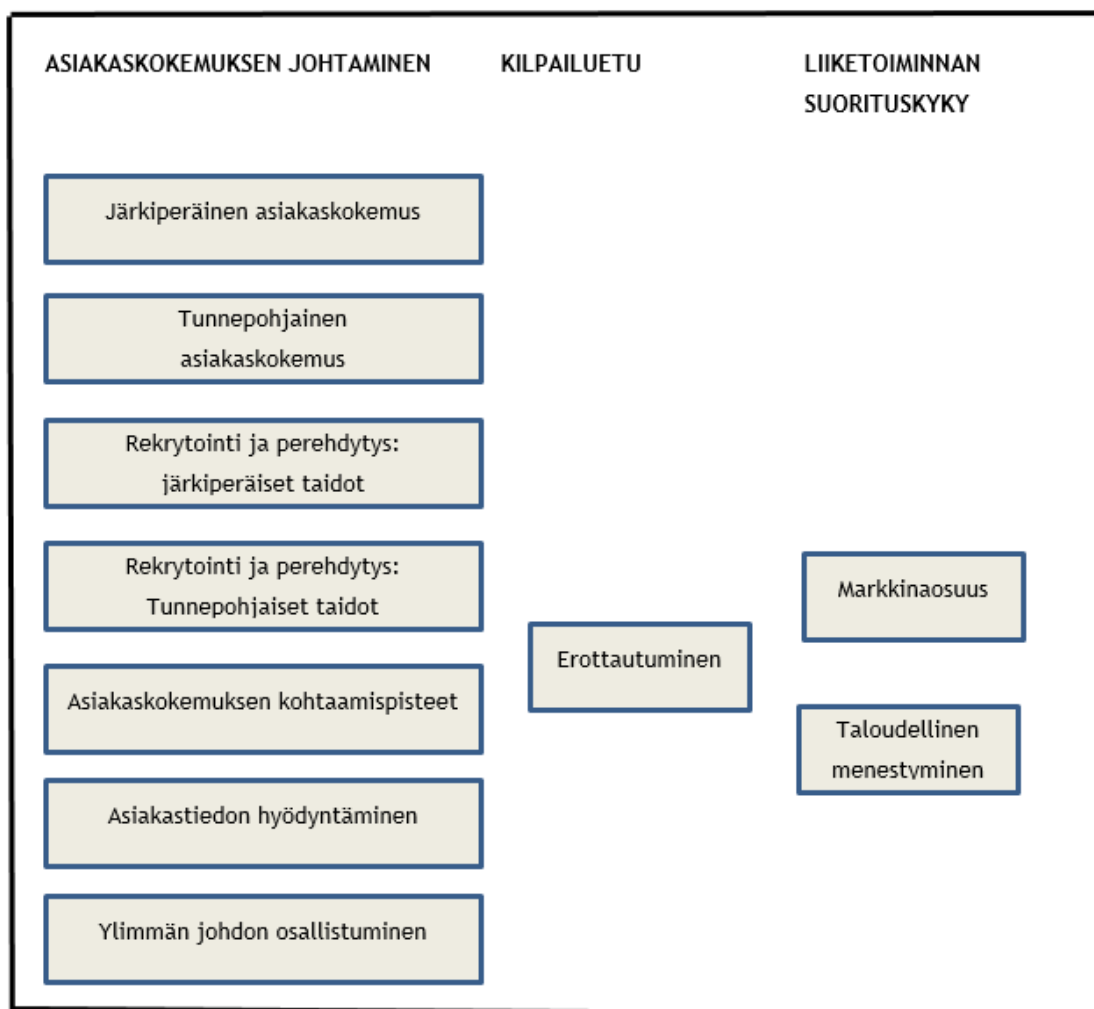 ASIAKASKOKEMUKSEN JOHTAMINEN
KILPAILUETU
LIIKETOIMINNAN
SUORITUSKYKY
Järkiperäinen asiakaskokemus
Tunnepohjainen
asiakaskokemus
Rekrytointi ja perehdytys:
järkiperäiset taidot
Rekrytointi ja perehdytys:
Tunnepohjaiset taidot
Asiakaskokemuksen kohtaamispisteet
Asiakastiedon hyödyntäminen
Ylimmän johdon osallistuminen
Erottautuminen
Markkinaosuus
Taloudellinen
menestyminen